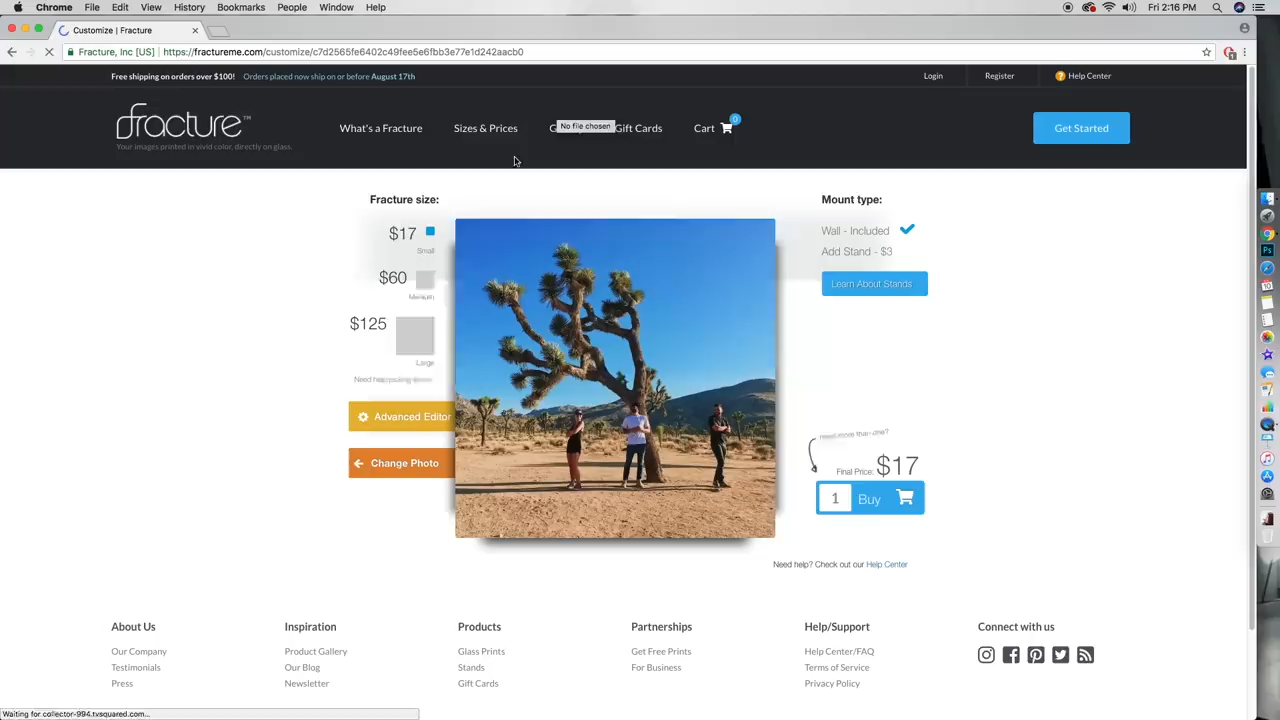 Chrome File Edit View History Bookmarks People Window Help Fri 2:16 PM
Customize | Fracture
Fracture, Inc [US] | https://fractureme.com/customize/c7d2565fe6402c49fee5e6fbb3e77e1d242aacb0
Free shipping on orders over $100! Orders placed now ship on or before August 17th Login Register Help Center
fracture™ What's a Fracture Sizes & Prices G No file chosen Gift Cards Cart 0 Get Started
Your images printed in vivid color, directly on glass.
Fracture size: Mount type:
$17 Wall - Included
Small Add Stand - $3
$60 Learn About Stands
Medium
$125
Large
Need
Advanced Editor
need more than one?
Change Photo Final Price: $17
1 Buy
Need help? Check out our Help Center
About Us Inspiration Products Partnerships Help/Support Connect with us
Our Company Product Gallery Glass Prints Get Free Prints Help Center/FAQ
Testimonials Our Blog Stands For Business Terms of Service
Press Newsletter Gift Cards Privacy Policy
Waiting for collector-994.tvsquared.com...